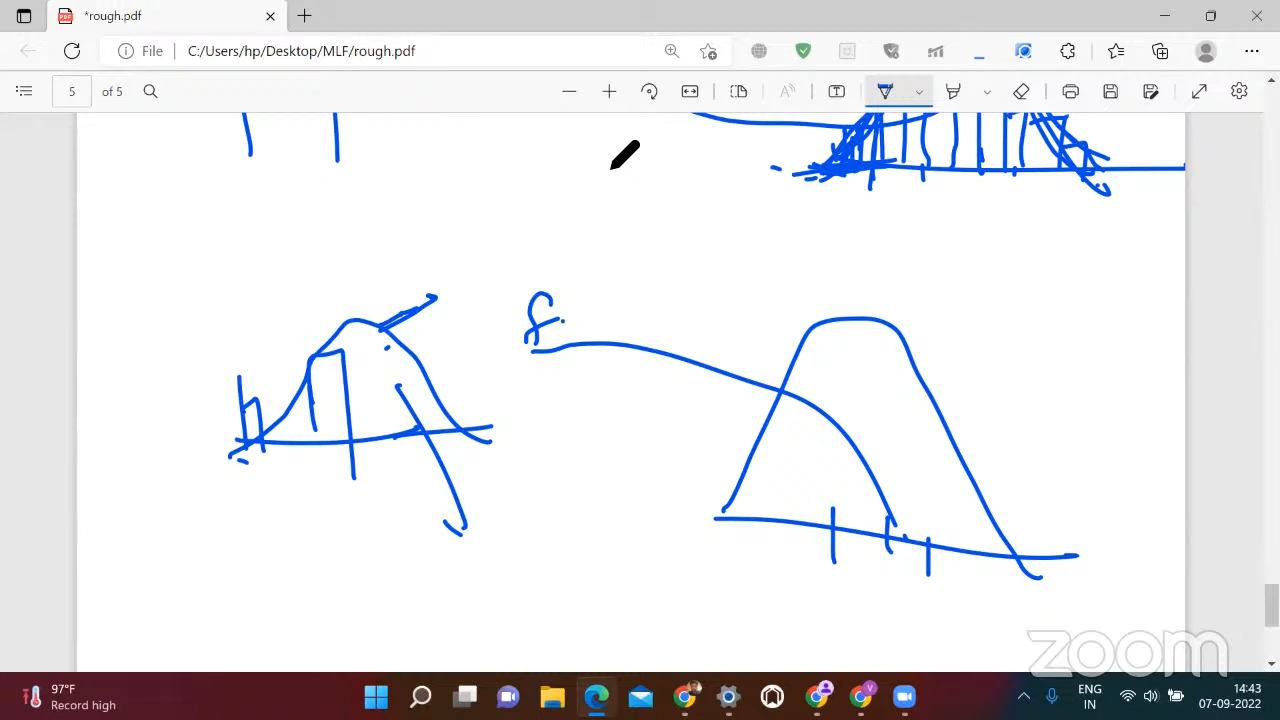 *rough.pdf
File C:/Users/hp/Desktop/MLF/rough.pdf
5 of 5
f.
zoom
97°F
Record high
ENG
IN
14:43
07-09-2022